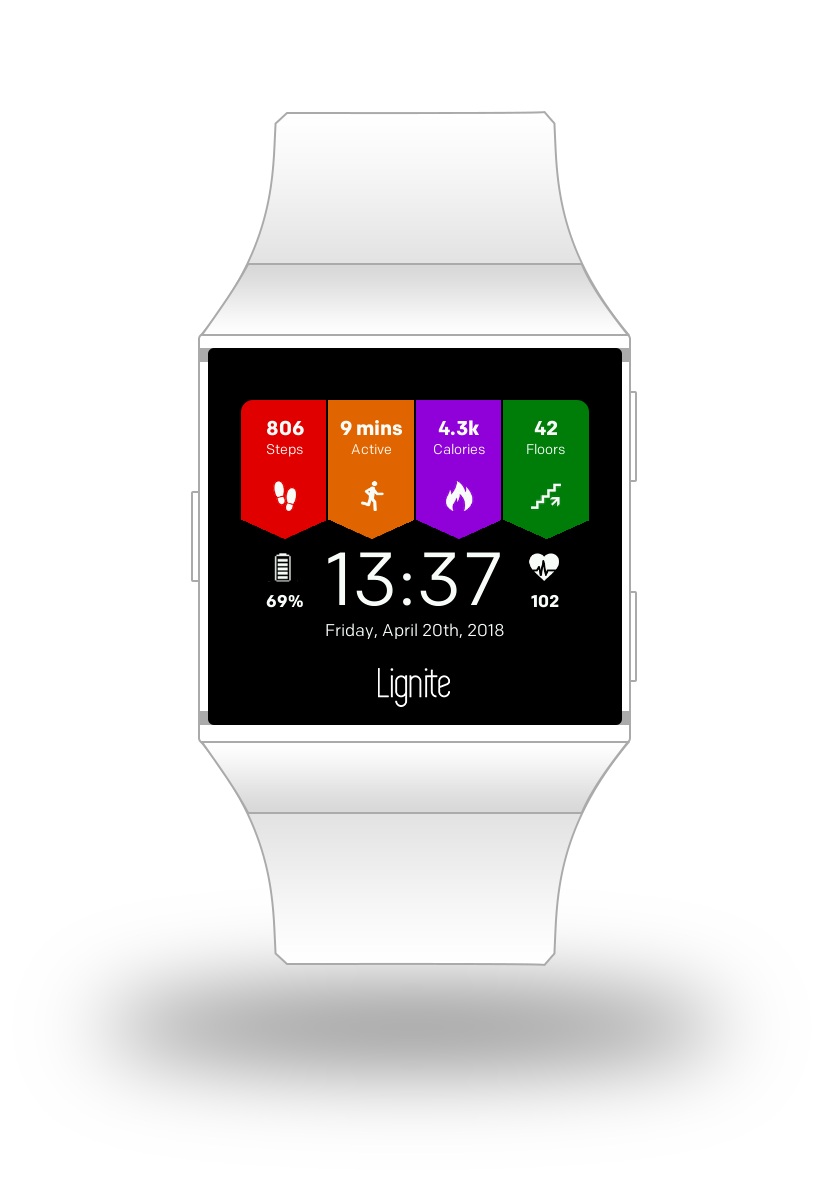 806 9 mins 4.3k 42
Steps Active Calories Floors
13:37
69% 102
Friday, April 20th, 2018
Lignite